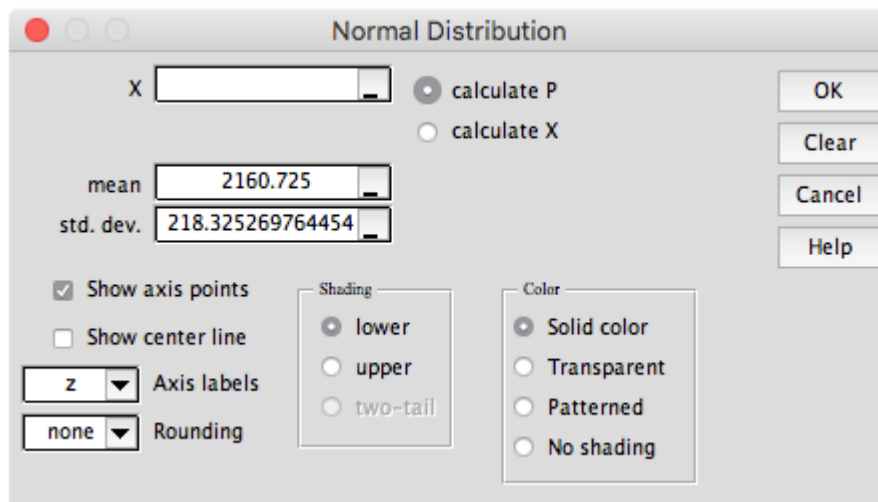 Normal Distribution
X
calculate P
OK
calculate X
Clear
mean 2160.725
Cancel
std. dev. 218.325269764454
Help
Show axis points
Show center line
z Axis labels
none Rounding
Shading
lower
upper
two-tail
Color
Solid color
Transparent
Patterned
No shading